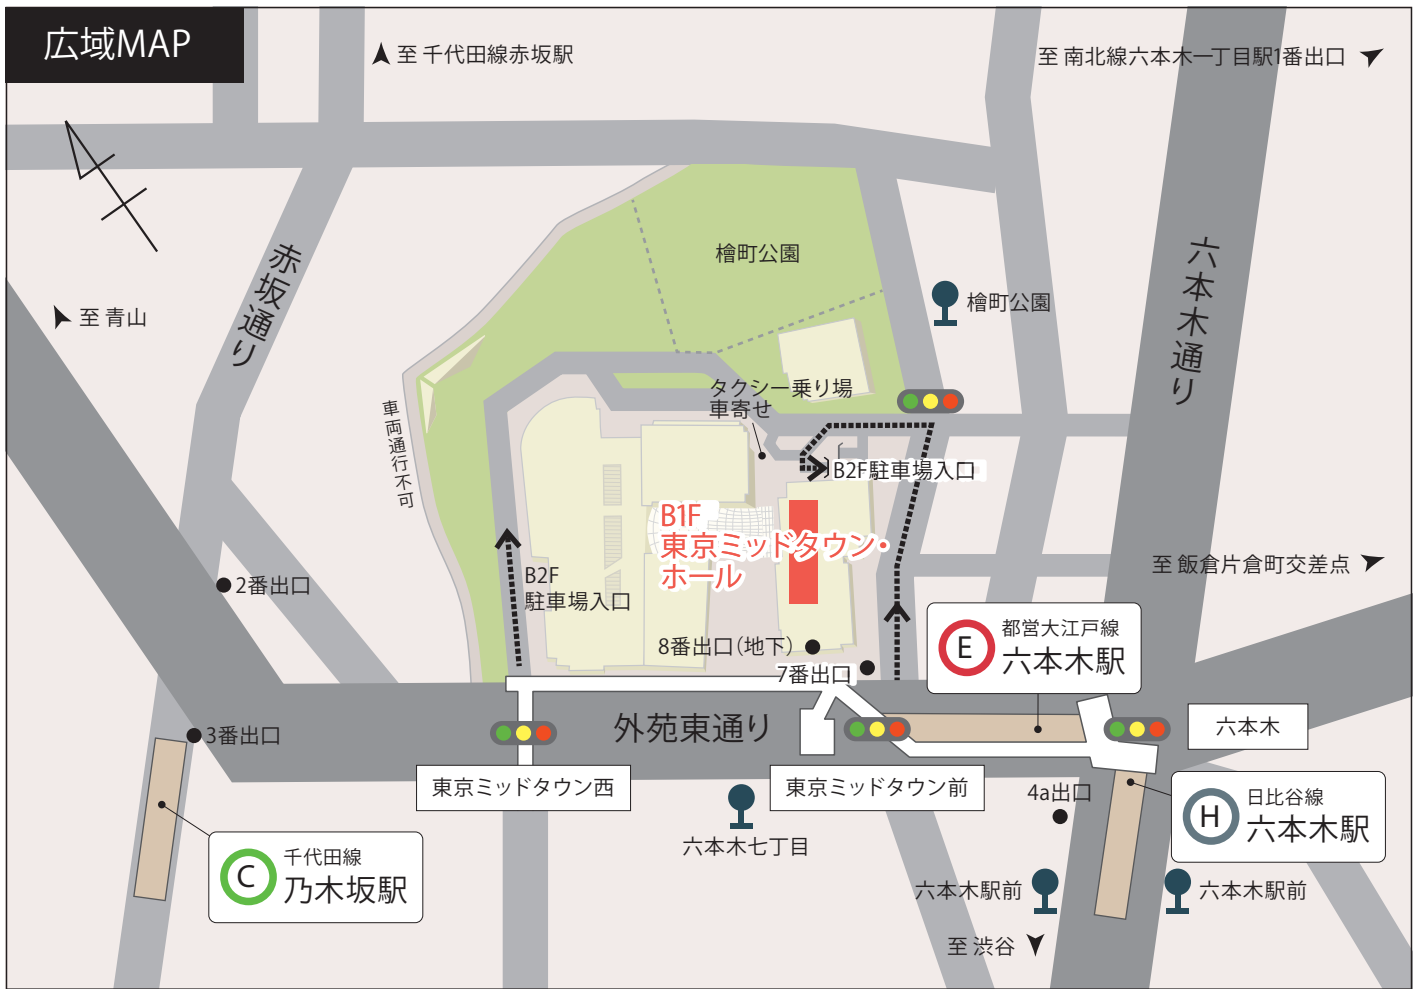 広域MAP
至 千代田線赤坂駅
至 南北線六本木一丁目駅1番出口
赤坂通り
檜町公園
六本木通り
檜町公園
至 青山
タクシー乗り場
車寄せ
車両通行不可
B2F駐車場入口
B1F
東京ミッドタウン・
ホール
B2F
駐車場入口
至 飯倉片倉町交差点
2番出口
E
都営大江戸線
六本木駅
8番出口(地下)
7番出口
3番出口
外苑東通り
六本木
東京ミッドタウン西
東京ミッドタウン前
4a出口
H
日比谷線
六本木駅
六本木七丁目
C
千代田線
乃木坂駅
六本木駅前
六本木駅前
至 渋谷